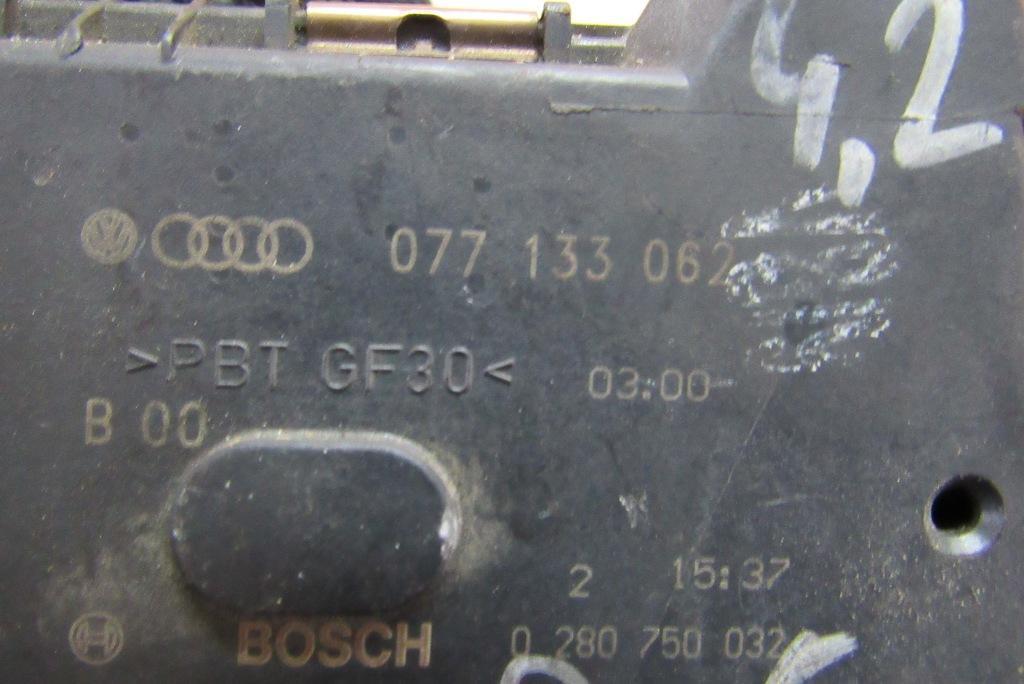 4,2
077 133 062
>PBT GF30< 03:00
B 00
2 15:37
BOSCH 0 280 750 032